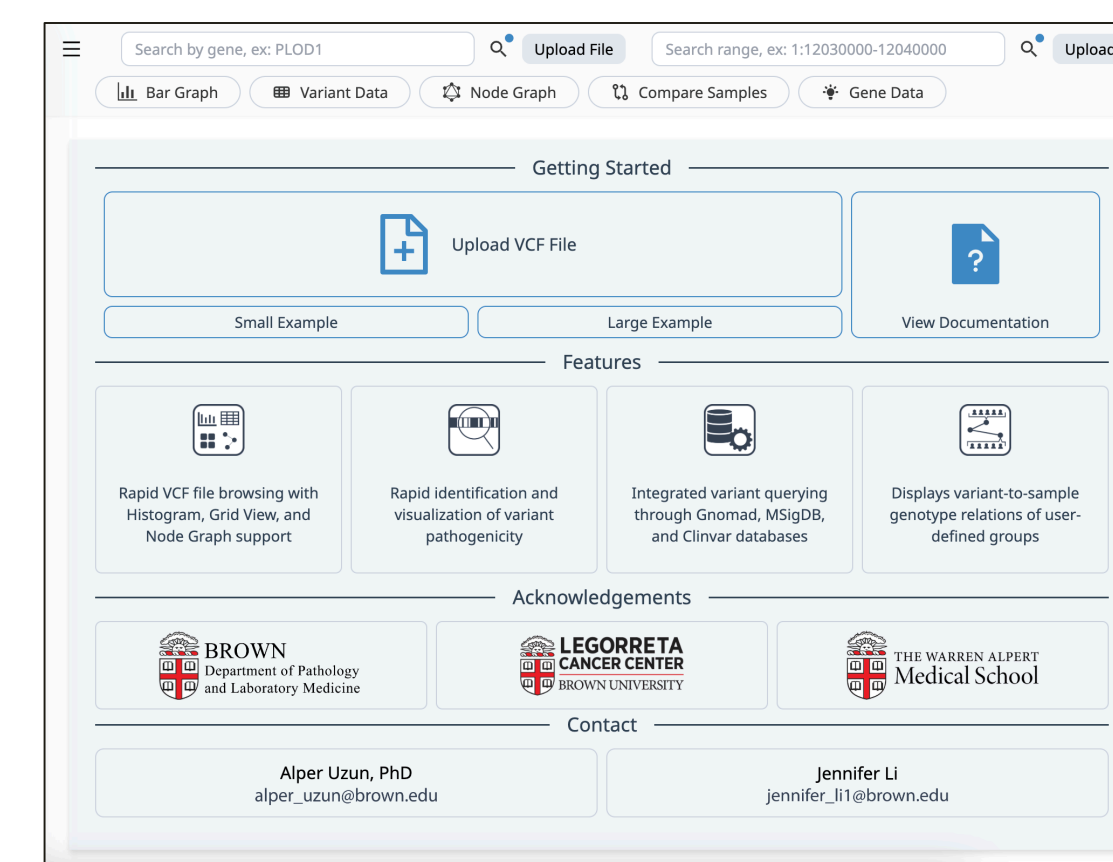 Search by gene, ex: PLOD1
Upload File
Search range, ex: 1:12030000-12040000
Upload
Bar Graph
Variant Data
Node Graph
Compare Samples
Gene Data
Getting Started
Upload VCF File
?
View Documentation
Small Example
Large Example
Features
Rapid VCF file browsing with
Histogram, Grid View, and
Node Graph support
Rapid identification and
visualization of variant
pathogenicity
Integrated variant querying
through Gnomad, MSigDB,
and Clinvar databases
Displays variant-to-sample
genotype relations of user-
defined groups
Acknowledgements
BROWN
Department of Pathology
and Laboratory Medicine
LEGORRETA
CANCER CENTER
BROWN UNIVERSITY
THE WARREN ALPERT
Medical School
Contact
Alper Uzun, PhD
alper_uzun@brown.edu
Jennifer Li
jennifer_li1@brown.edu